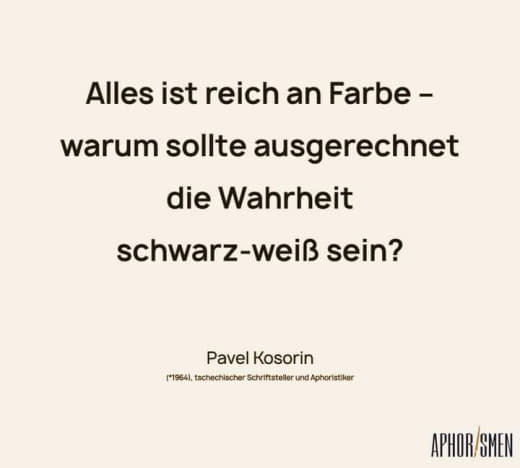 Alles ist reich an Farbe –
warum sollte ausgerechnet
die Wahrheit
schwarz-weiß sein?
Pavel Kosorin
(*1964), tschechischer Schriftsteller und Aphoristiker
APHORISMEN